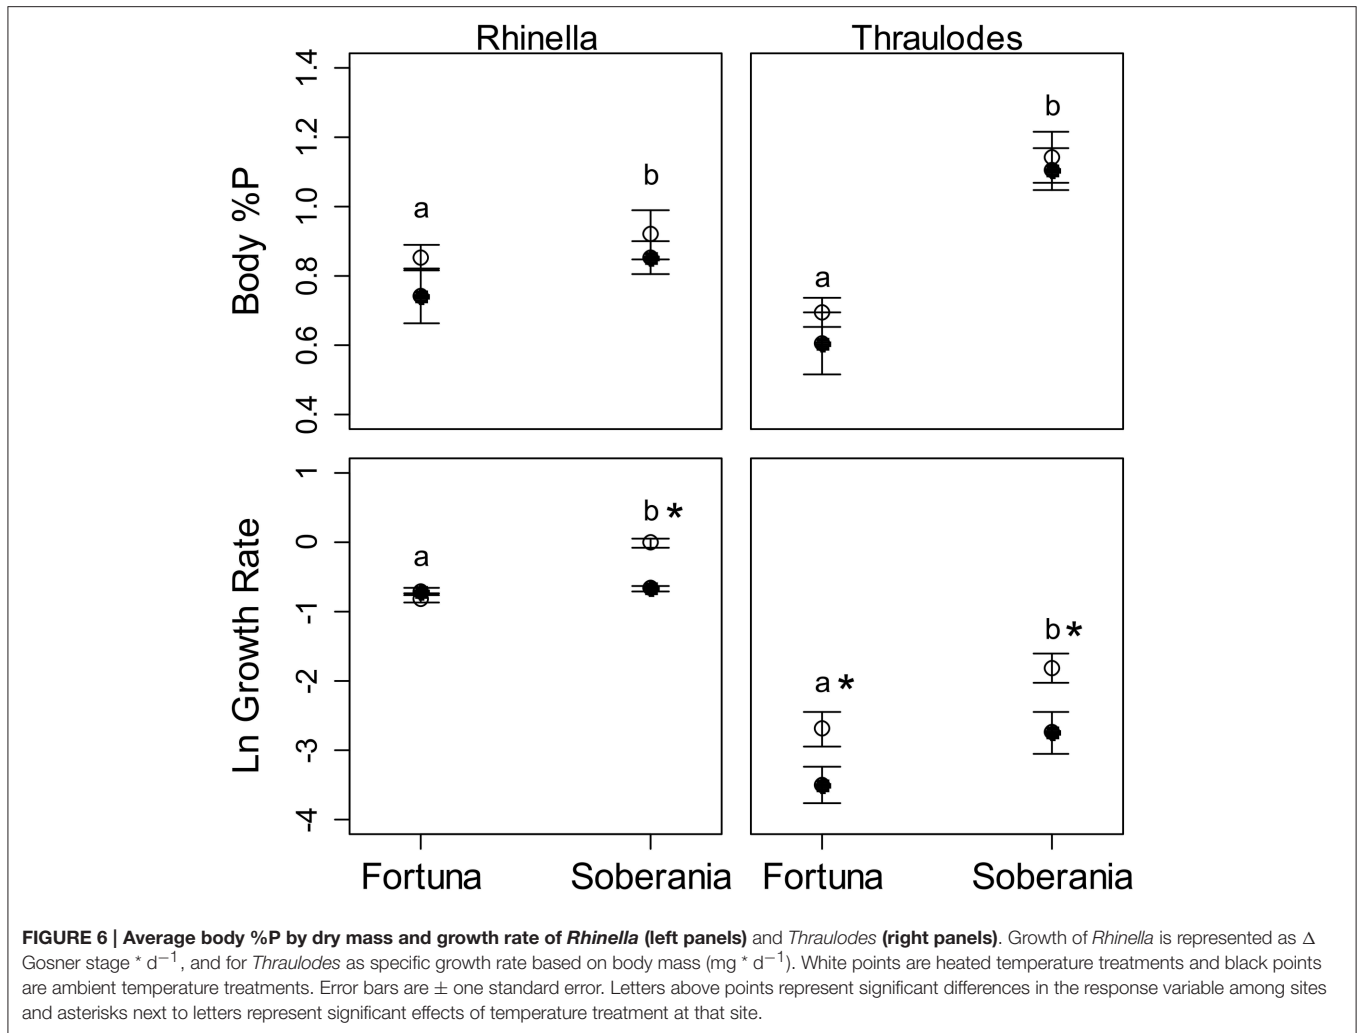 Rhinella
Thraulodes
Body %P
1.4
1.2
1.0
0.8
0.6
0.4
a
b
a
b
Ln Growth Rate
1
0
-1
-2
-3
-4
a
b *
a *
b *
Fortuna
Soberania
Fortuna
Soberania
FIGURE 6 | Average body %P by dry mass and growth rate of Rhinella (left panels) and Thraulodes (right panels). Growth of Rhinella is represented as Δ
Gosner stage * d−1, and for Thraulodes as specific growth rate based on body mass (mg * d−1). White points are heated temperature treatments and black points
are ambient temperature treatments. Error bars are ± one standard error. Letters above points represent significant differences in the response variable among sites
and asterisks next to letters represent significant effects of temperature treatment at that site.